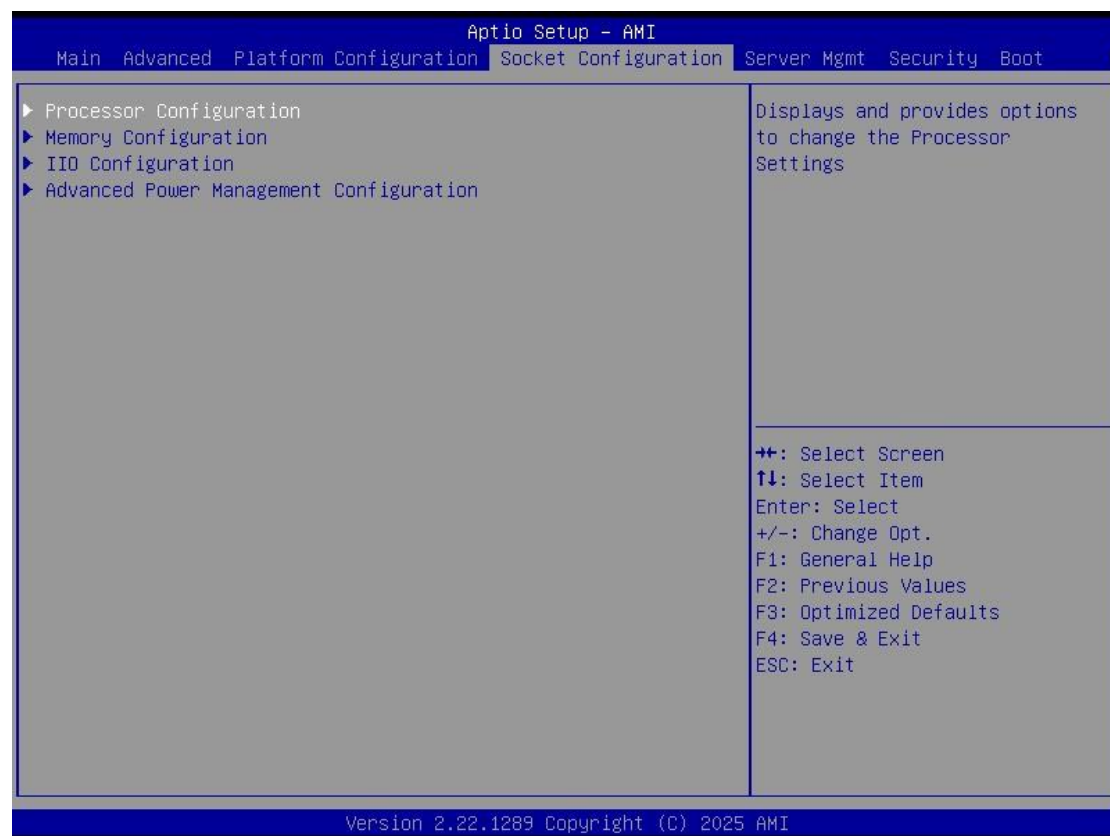 Aptio Setup – AMI
Main Advanced Platform Configuration Socket Configuration Server Mgmt Security Boot
▶ Processor Configuration
▶ Memory Configuration
▶ IIO Configuration
▶ Advanced Power Management Configuration
Displays and provides options
to change the Processor
Settings
→←: Select Screen
↑↓: Select Item
Enter: Select
+/-: Change Opt.
F1: General Help
F2: Previous Values
F3: Optimized Defaults
F4: Save & Exit
ESC: Exit
Version 2.22.1289 Copyright (C) 2025 AMI